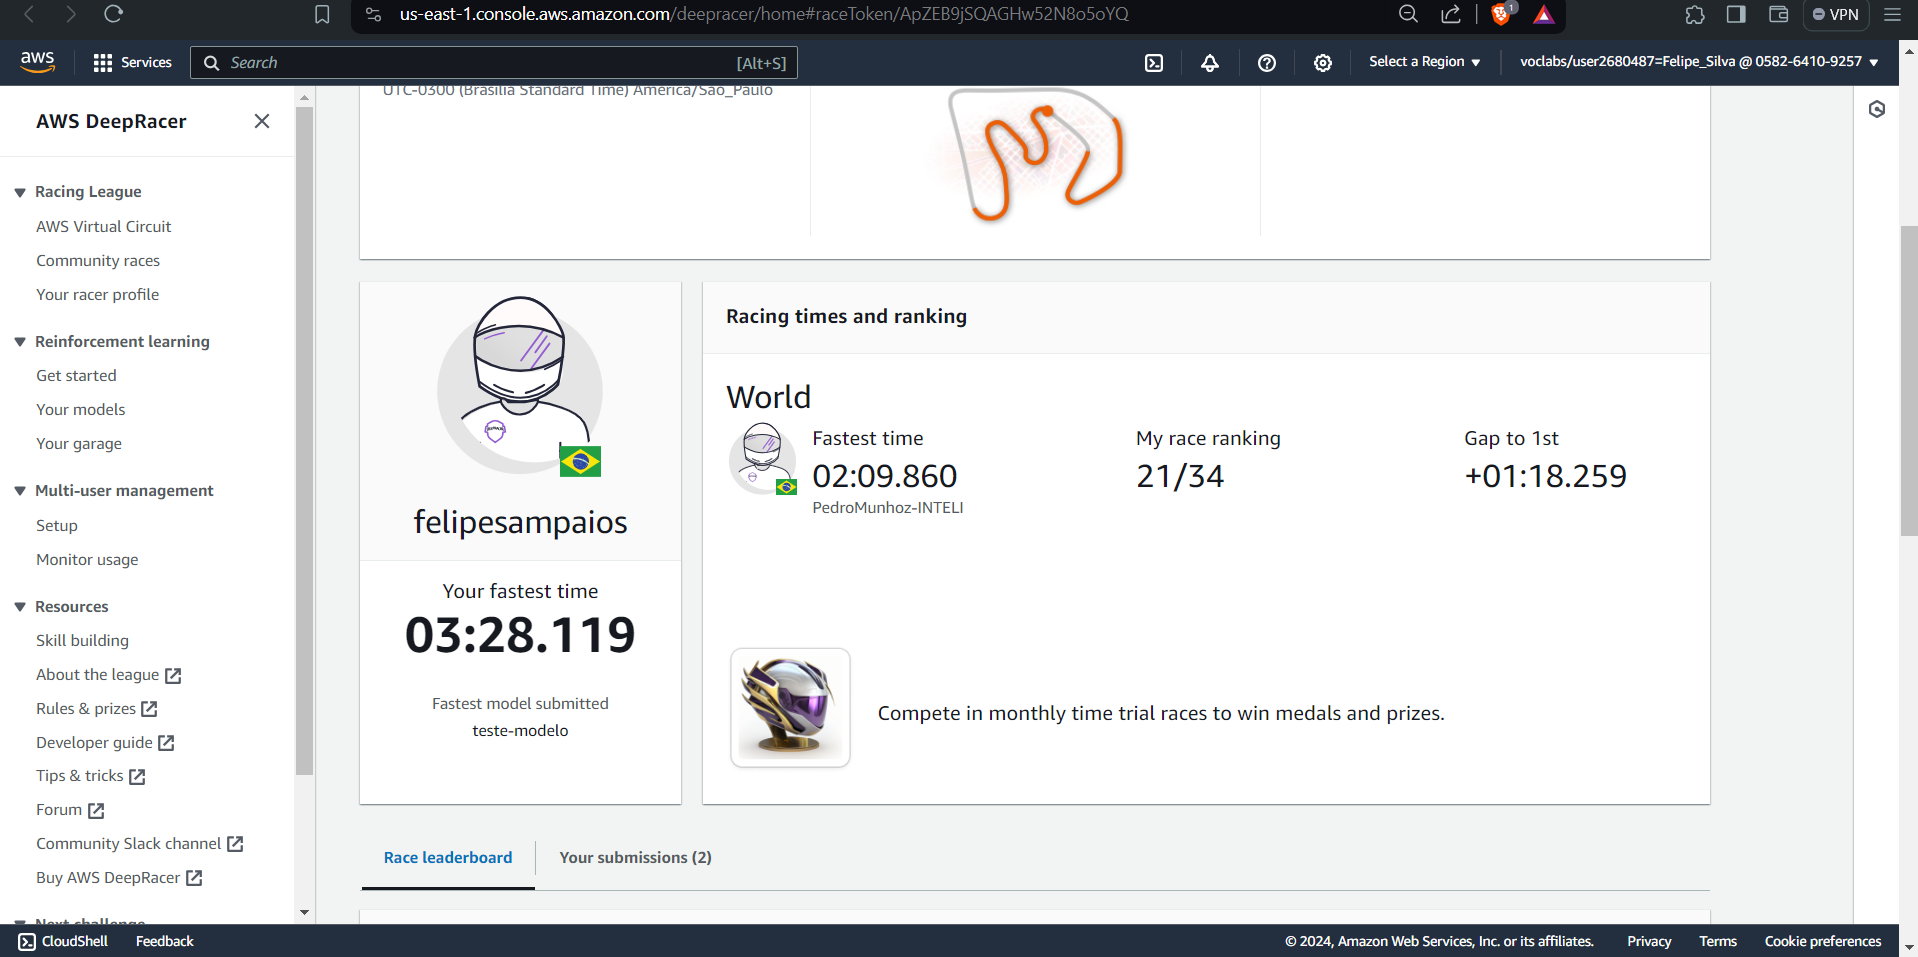 us-east-1.console.aws.amazon.com/deepracer/home#raceToken/ApZEB9jSQAGHw52N8o5oYQ
1
VPN
aws
Services
Search
[Alt+S]
Select a Region
voclabs/user2680487=Felipe_Silva @ 0582-6410-9257
AWS DeepRacer
Racing League
AWS Virtual Circuit
Community races
Your racer profile
Reinforcement learning
Get started
Your models
Your garage
Multi-user management
Setup
Monitor usage
Resources
Skill building
About the league
Rules & prizes
Developer guide
Tips & tricks
Forum
Community Slack channel
Buy AWS DeepRacer
Next challenge
UTC-0300 (Brasilia Standard Time) America/Sao_Paulo
felipesampaios
Your fastest time
03:28.119
Fastest model submitted
teste-modelo
Racing times and ranking
World
Fastest time
02:09.860
PedroMunhoz-INTELI
My race ranking
21/34
Gap to 1st
+01:18.259
Compete in monthly time trial races to win medals and prizes.
Race leaderboard
Your submissions (2)
CloudShell
Feedback
© 2024, Amazon Web Services, Inc. or its affiliates.
Privacy
Terms
Cookie preferences